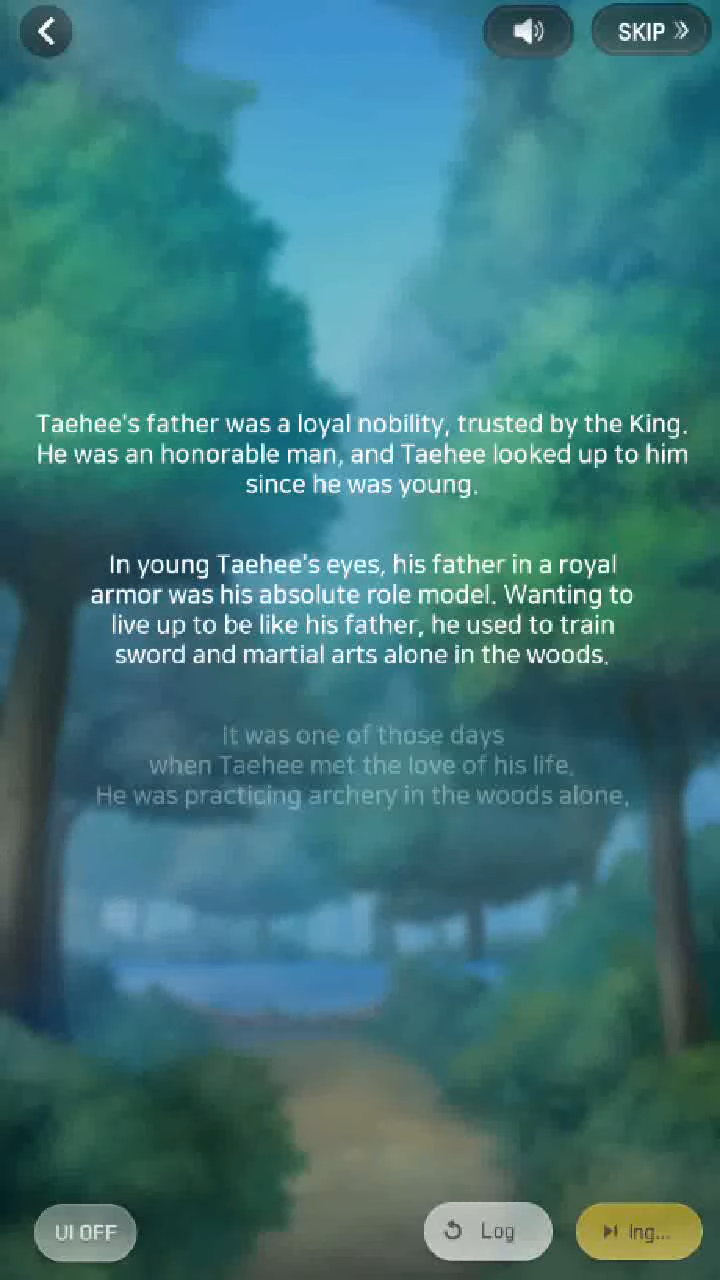 SKIP
Taehee's father was a loyal nobility, trusted by the King.
He was an honorable man, and Taehee looked up to him
since he was young.
In young Taehee's eyes, his father in a royal
armor was his absolute role model. Wanting to
live up to be like his father, he used to train
sword and martial arts alone in the woods.
It was one of those days
when Taehee met the love of his life.
He was practicing archery in the woods alone,
UI OFF
Log
Ing...